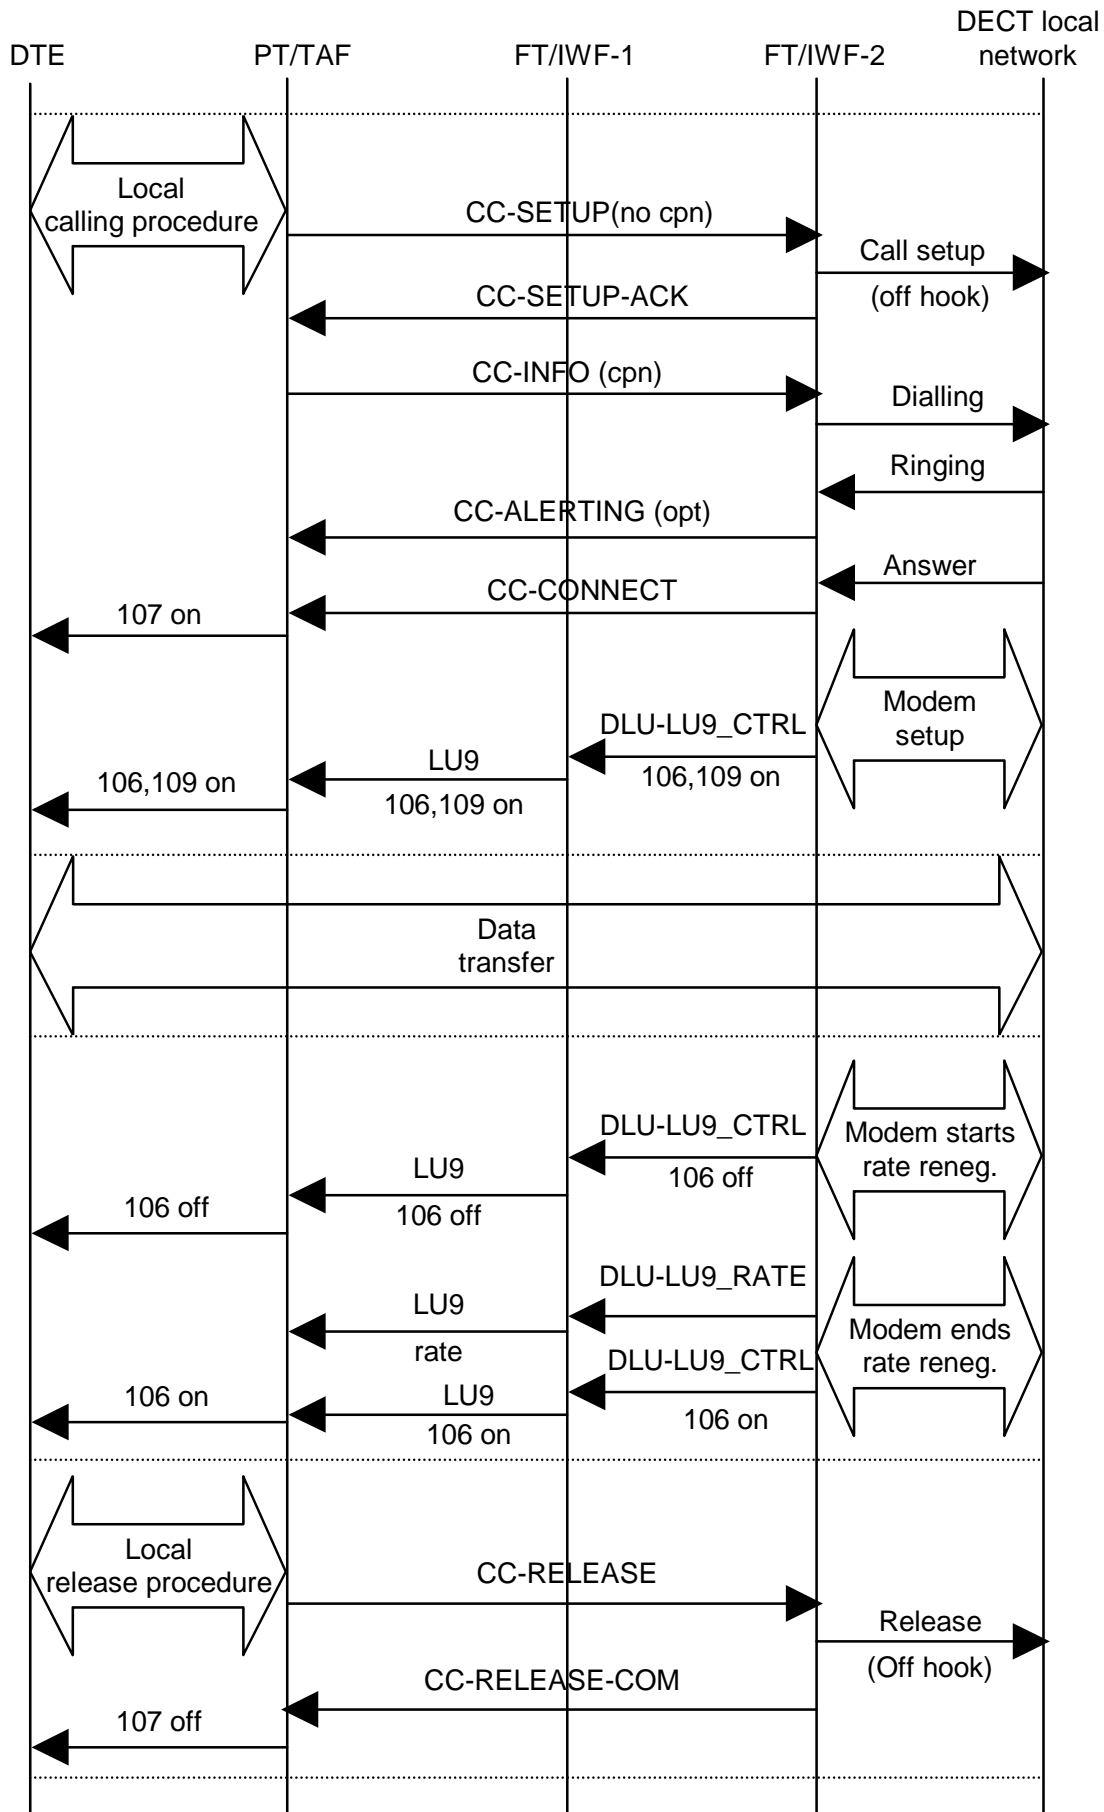 DECT local
network
DTE
PT/TAF
FT/IWF-1
FT/IWF-2
Local
calling procedure
CC-SETUP(no cpn)
Call setup
(off hook)
CC-SETUP-ACK
CC-INFO (cpn)
Dialling
Ringing
CC-ALERTING (opt)
Answer
CC-CONNECT
107 on
Modem
setup
DLU-LU9_CTRL
106,109 on
LU9
106,109 on
106,109 on
Data
transfer
Modem starts
rate reneg.
DLU-LU9_CTRL
106 off
LU9
106 off
106 off
DLU-LU9_RATE
LU9
rate
Modem ends
rate reneg.
DLU-LU9_CTRL
106 on
LU9
106 on
106 on
Local
release procedure
CC-RELEASE
Release
(Off hook)
CC-RELEASE-COM
107 off